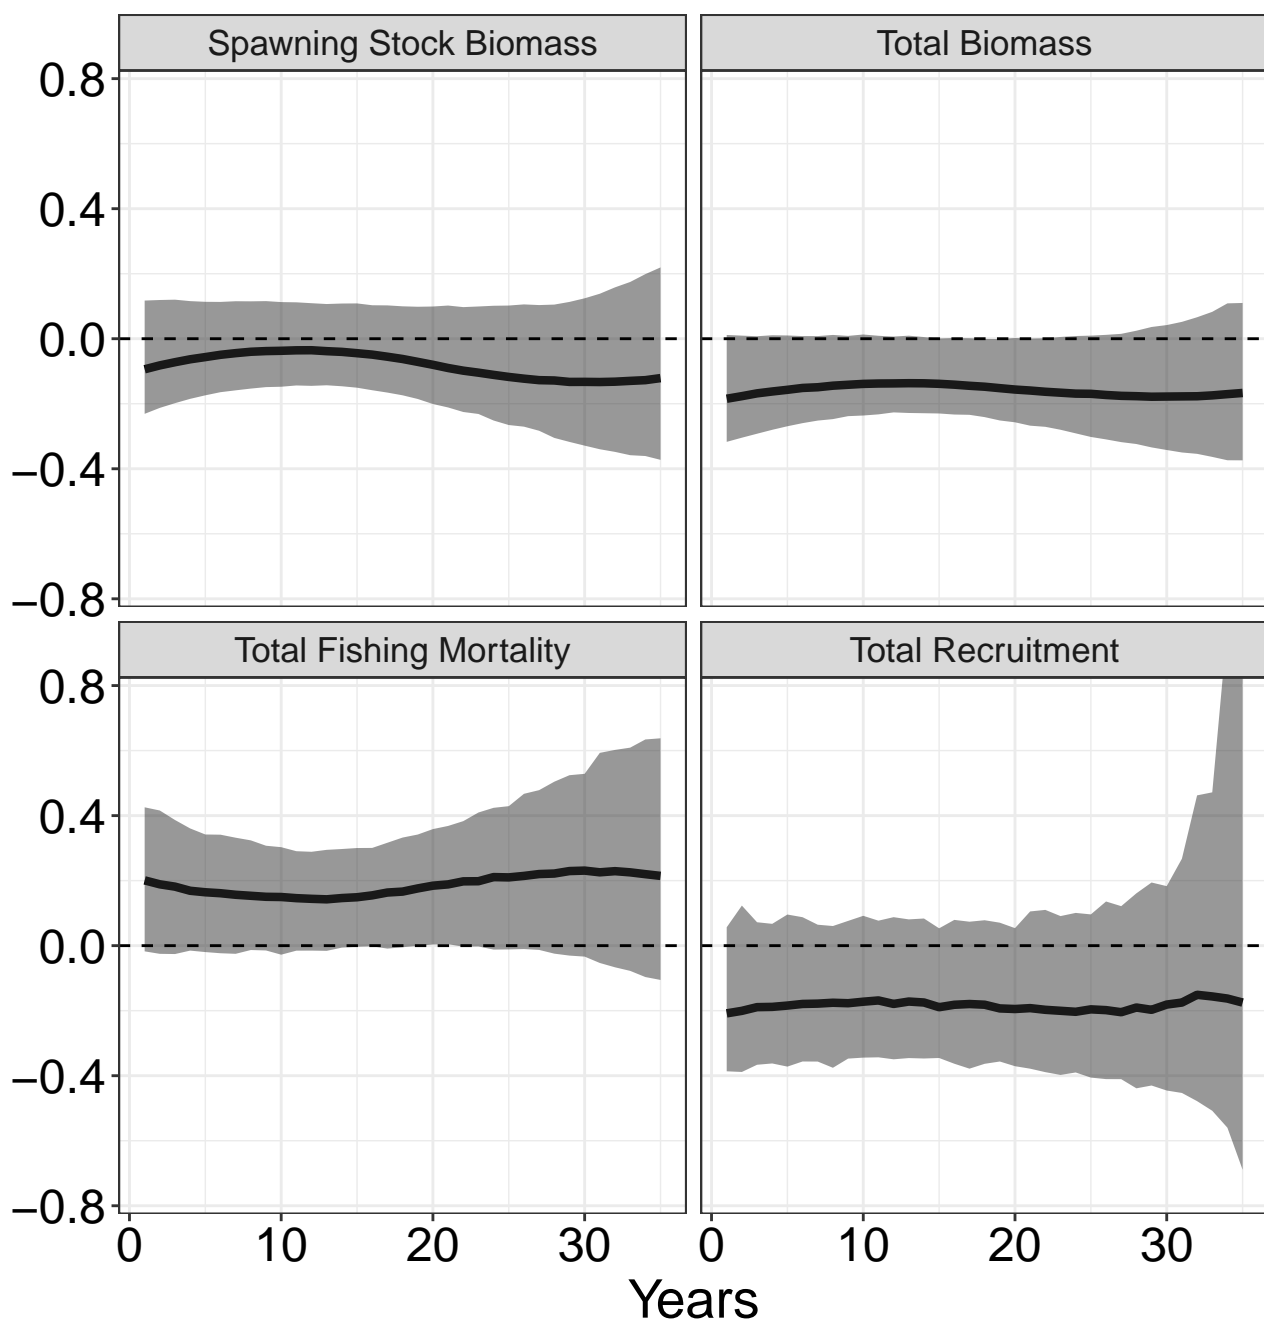 Spawning Stock Biomass
Total Biomass
0.8
0.4
0.0
−0.4
−0.8
Total Fishing Mortality
Total Recruitment
0.8
0.4
0.0
−0.4
−0.8
0 10 20 30
0 10 20 30
Years